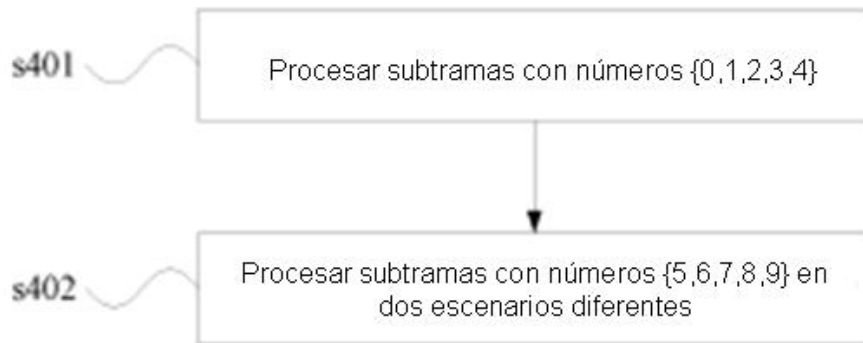 s401
Procesar subtramas con números {0,1,2,3,4}
s402
Procesar subtramas con números {5,6,7,8,9} en
dos escenarios diferentes